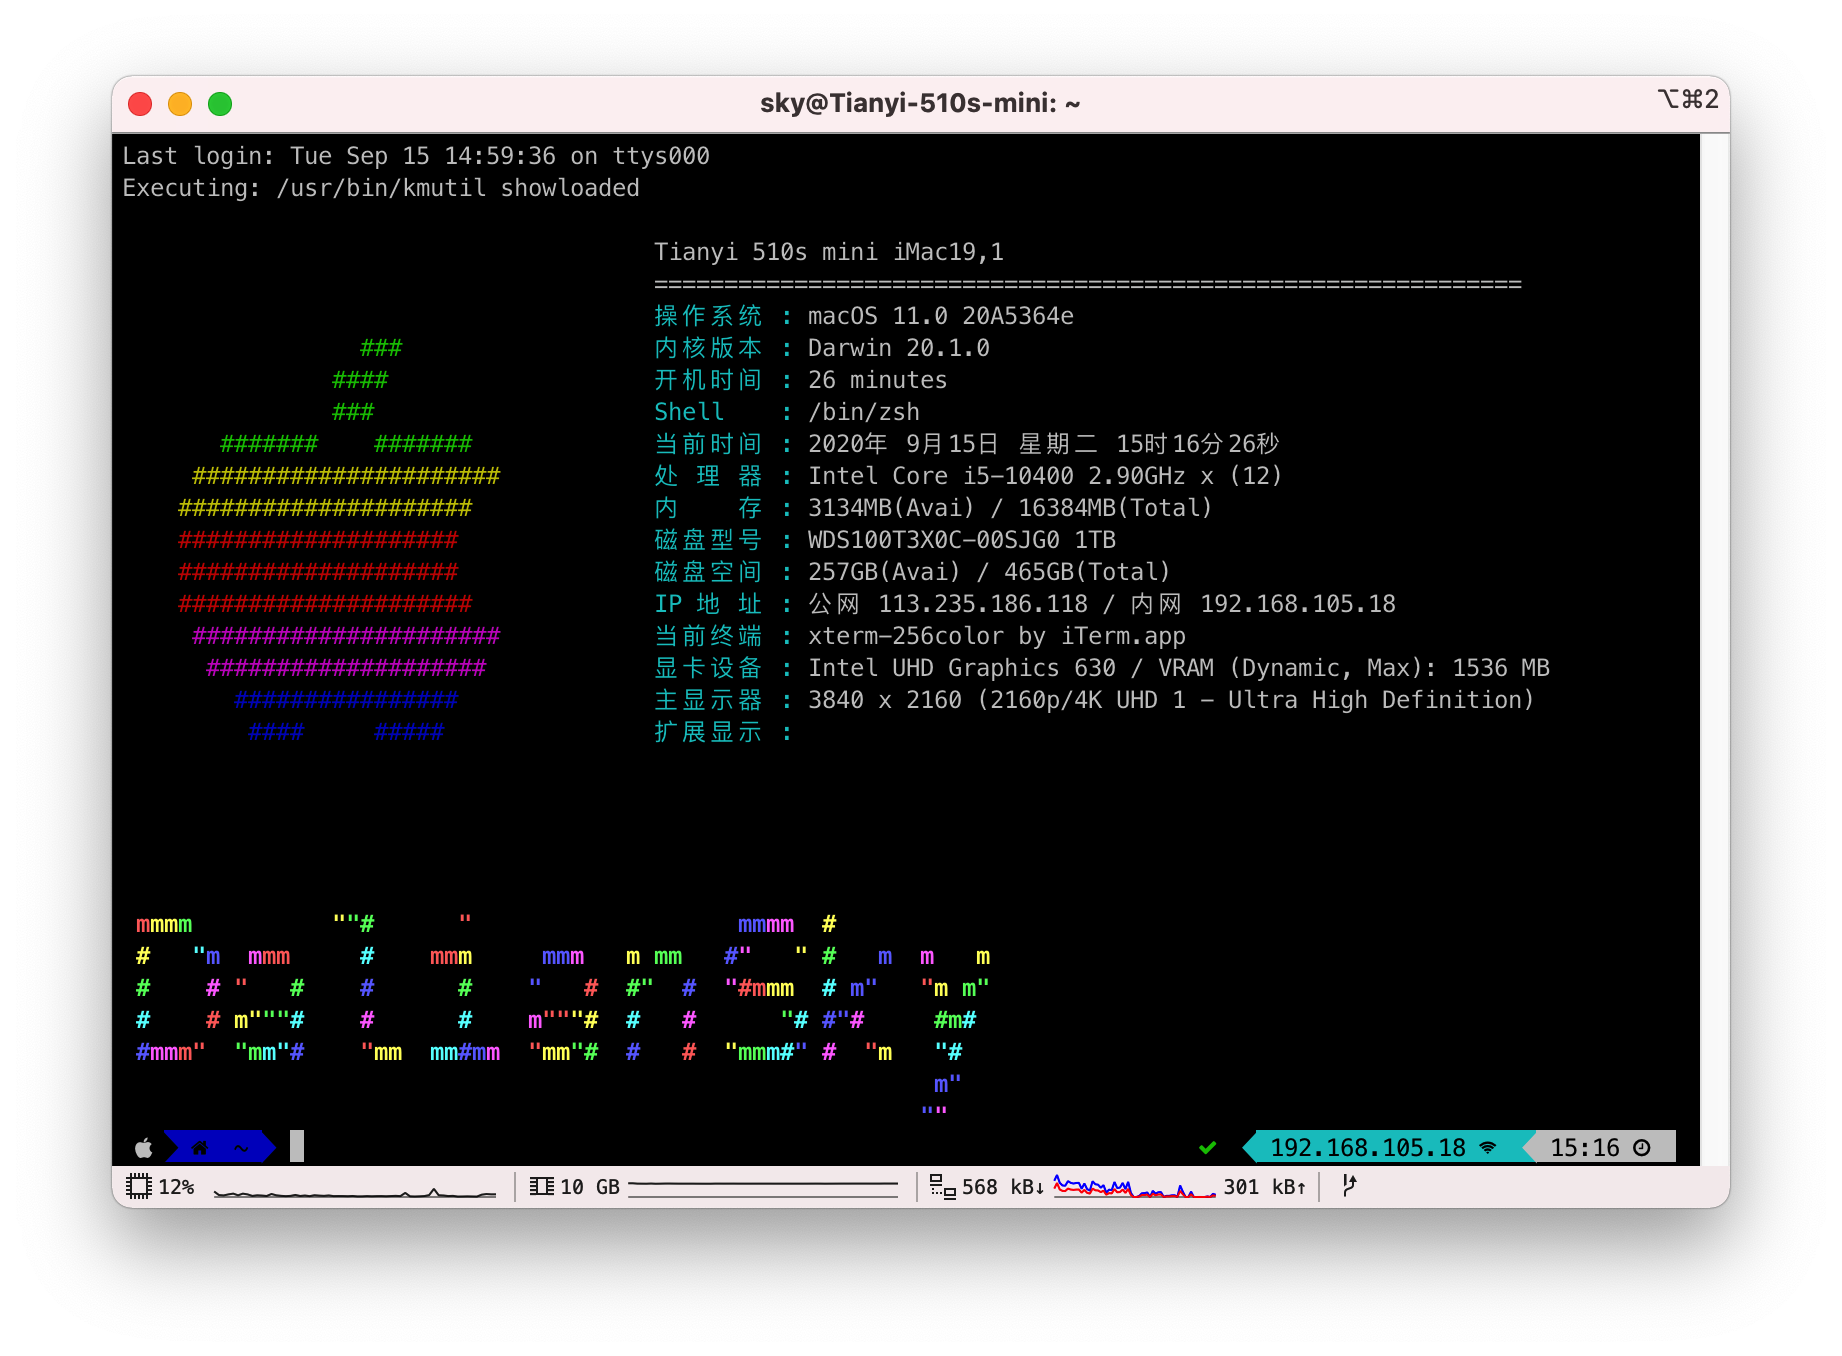 sky@Tianyi-510s-mini: ~
⌥⌘2
Last login: Tue Sep 15 14:59:36 on ttys000
Executing: /usr/bin/kmutil showloaded
Tianyi 510s mini iMac19,1
==============================================================
操作系统 : macOS 11.0 20A5364e
内核版本 : Darwin 20.1.0
开机时间 : 26 minutes
Shell : /bin/zsh
当前时间 : 2020年 9月15日 星期二 15时16分26秒
处 理 器 : Intel Core i5-10400 2.90GHz x (12)
内 存 : 3134MB(Avai) / 16384MB(Total)
磁盘型号 : WDS100T3X0C-00SJG0 1TB
磁盘空间 : 257GB(Avai) / 465GB(Total)
IP 地 址 : 公网 113.235.186.118 / 内网 192.168.105.18
当前终端 : xterm-256color by iTerm.app
显卡设备 : Intel UHD Graphics 630 / VRAM (Dynamic, Max): 1536 MB
主显示器 : 3840 x 2160 (2160p/4K UHD 1 - Ultra High Definition)
扩展显示 :
DalianSky
~
✔ 192.168.105.18 15:16
12% 10 GB 568 kB↓ 301 kB↑